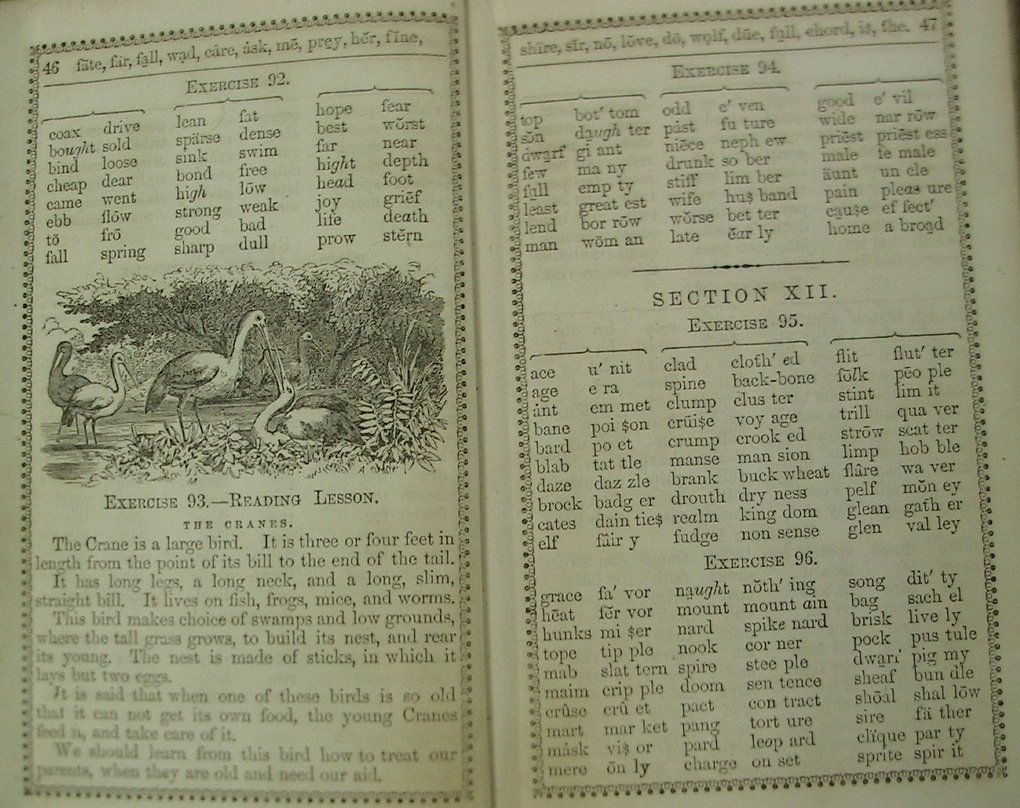 46 fāte, fär, fạll, wạd, câre, ásk, mē, prẹy, hẽr, fīne,
EXERCISE 92.
coax drive lean fat hope fear
bought sold spärse dense best wõrst
bind loose sink swim far near
cheap dear bond free hight depth
came went high lōw head foot
ebb flōw strong weak joy griēf
tö frō good bad life death
fall spring sharp dull prow stẽrn
EXERCISE 93.—READING LESSON.
THE CRANES.
The Crane is a large bird. It is three or four feet in
length from the point of its bill to the end of the tail.
It has long legs, a long neck, and a long, slim,
straight bill. It lives on fish, frogs, mice, and worms.
This bird makes choice of swamps and low grounds,
where the tall grass grows, to build its nest, and rear
its young. The nest is made of sticks, in which it
lays but two eggs.
It is said that when one of these birds is so old
that it can not get its own food, the young Cranes
feed it, and take care of it.
We should learn from this bird how to treat our
parents, when they are old and need our aid.
shīre, sīr, nō, lóve, dö, wolf, dūe, full, chord, iṣ, the. 47
EXERCISE 94.
top bot' tom odd e' ven good e' vil
són daugh ter pást fu ture wide nar rōw
dwạrf gi ant niēce neph ew priēst priēst ess
few ma ny drunk so ber male fe male
full emp ty stiff lim ber äunt un cle
least great est wife huṣ band pain pleas ure
lend bor rōw wõrse bet ter cauṣe ef fect'
man wöm an late ẽar ly home a broad
SECTION XII.
EXERCISE 95.
ace u' nit clad cloth' ed flit flut' ter
age e ra spine back-bone fōlk pēo ple
ánt em met clump clus ter stint lim it
bane poi ṣon crüiṣe voy age trill qua ver
bard po et crump crook ed strōw scat ter
blab tat tle manse man sion limp hob ble
daze daz zle brank buck wheat flâre wa ver
brock badg er drouth dry ness pelf món ey
cates dain tieṣ realm king dom glean gath er
elf fâir y fudge non sense glen val ley
EXERCISE 96.
grace fa' vor nạught nóth' ing song dit' ty
hēat fẽr vor mount mount ain bag sach el
hunks mi ṣer nard spike nard brisk live ly
tope tip ple nook cor ner pock pus tule
mab slat tern spire stee ple dwạrf pig my
maim crip ple doom sen tence sheaf bun dle
crüse crü et pact con tract shōal shal lōw
mart mar ket pang tort ure sire fä ther
másk viṣ or pard leop ard clïque par ty
mere ōn ly charge on set sprite spir it